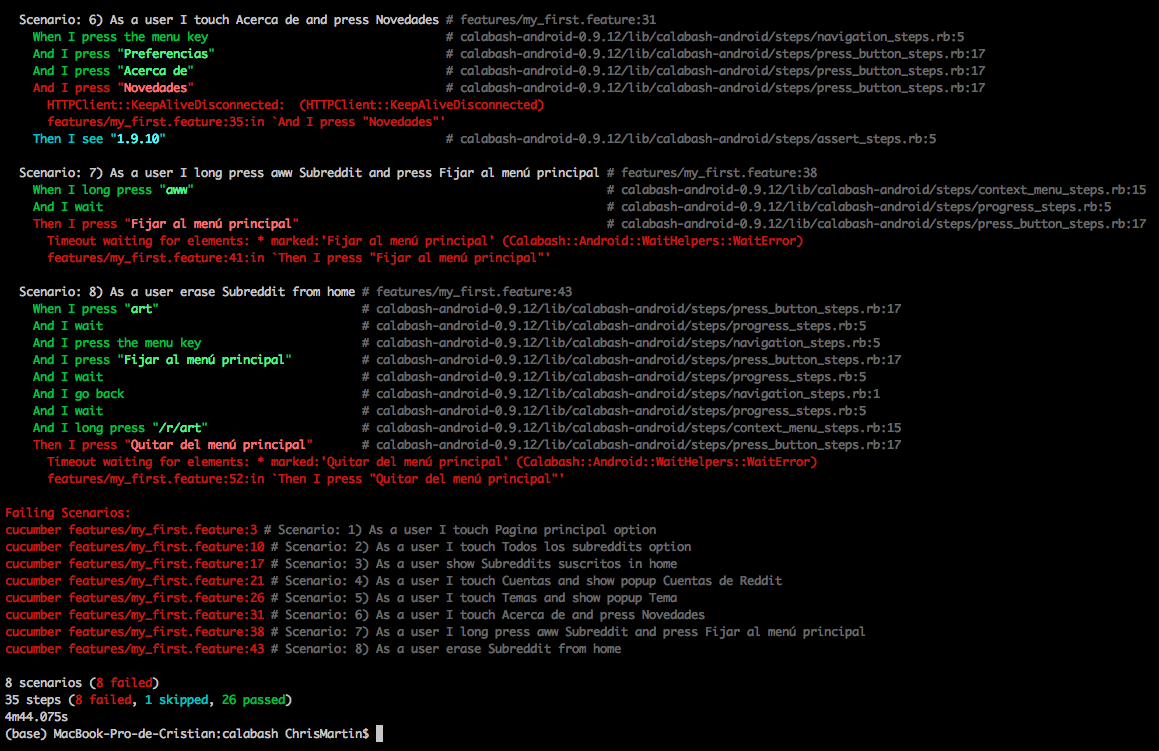 Scenario: 6) As a user I touch Acerca de and press Novedades # features/my_first.feature:31
When I press the menu key # calabash-android-0.9.12/lib/calabash-android/steps/navigation_steps.rb:5
And I press "Preferencias" # calabash-android-0.9.12/lib/calabash-android/steps/press_button_steps.rb:17
And I press "Acerca de" # calabash-android-0.9.12/lib/calabash-android/steps/press_button_steps.rb:17
And I press "Novedades" # calabash-android-0.9.12/lib/calabash-android/steps/press_button_steps.rb:17
HTTPClient::KeepAliveDisconnected:  (HTTPClient::KeepAliveDisconnected)
features/my_first.feature:35:in `And I press "Novedades"'
Then I see "1.9.10" # calabash-android-0.9.12/lib/calabash-android/steps/assert_steps.rb:5
Scenario: 7) As a user I long press aww Subreddit and press Fijar al menú principal # features/my_first.feature:38
When I long press "aww" # calabash-android-0.9.12/lib/calabash-android/steps/context_menu_steps.rb:15
And I wait # calabash-android-0.9.12/lib/calabash-android/steps/progress_steps.rb:5
Then I press "Fijar al menú principal" # calabash-android-0.9.12/lib/calabash-android/steps/press_button_steps.rb:17
Timeout waiting for elements: * marked:'Fijar al menú principal' (Calabash::Android::WaitHelpers::WaitError)
features/my_first.feature:41:in `Then I press "Fijar al menú principal"'
Scenario: 8) As a user erase Subreddit from home # features/my_first.feature:43
When I press "art" # calabash-android-0.9.12/lib/calabash-android/steps/press_button_steps.rb:17
And I wait # calabash-android-0.9.12/lib/calabash-android/steps/progress_steps.rb:5
And I press the menu key # calabash-android-0.9.12/lib/calabash-android/steps/navigation_steps.rb:5
And I press "Fijar al menú principal" # calabash-android-0.9.12/lib/calabash-android/steps/press_button_steps.rb:17
And I wait # calabash-android-0.9.12/lib/calabash-android/steps/progress_steps.rb:5
And I go back # calabash-android-0.9.12/lib/calabash-android/steps/navigation_steps.rb:1
And I wait # calabash-android-0.9.12/lib/calabash-android/steps/progress_steps.rb:5
And I long press "/r/art" # calabash-android-0.9.12/lib/calabash-android/steps/context_menu_steps.rb:15
Then I press "Quitar del menú principal" # calabash-android-0.9.12/lib/calabash-android/steps/press_button_steps.rb:17
Timeout waiting for elements: * marked:'Quitar del menú principal' (Calabash::Android::WaitHelpers::WaitError)
features/my_first.feature:52:in `Then I press "Quitar del menú principal"'
Failing Scenarios:
cucumber features/my_first.feature:3 # Scenario: 1) As a user I touch Pagina principal option
cucumber features/my_first.feature:10 # Scenario: 2) As a user I touch Todos los subreddits option
cucumber features/my_first.feature:17 # Scenario: 3) As a user show Subreddits suscritos in home
cucumber features/my_first.feature:21 # Scenario: 4) As a user I touch Cuentas and show popup Cuentas de Reddit
cucumber features/my_first.feature:26 # Scenario: 5) As a user I touch Temas and show popup Tema
cucumber features/my_first.feature:31 # Scenario: 6) As a user I touch Acerca de and press Novedades
cucumber features/my_first.feature:38 # Scenario: 7) As a user I long press aww Subreddit and press Fijar al menú principal
cucumber features/my_first.feature:43 # Scenario: 8) As a user erase Subreddit from home
8 scenarios (8 failed)
35 steps (8 failed, 1 skipped, 26 passed)
4m44.075s
(base) MacBook-Pro-de-Cristian:calabash ChrisMartin$